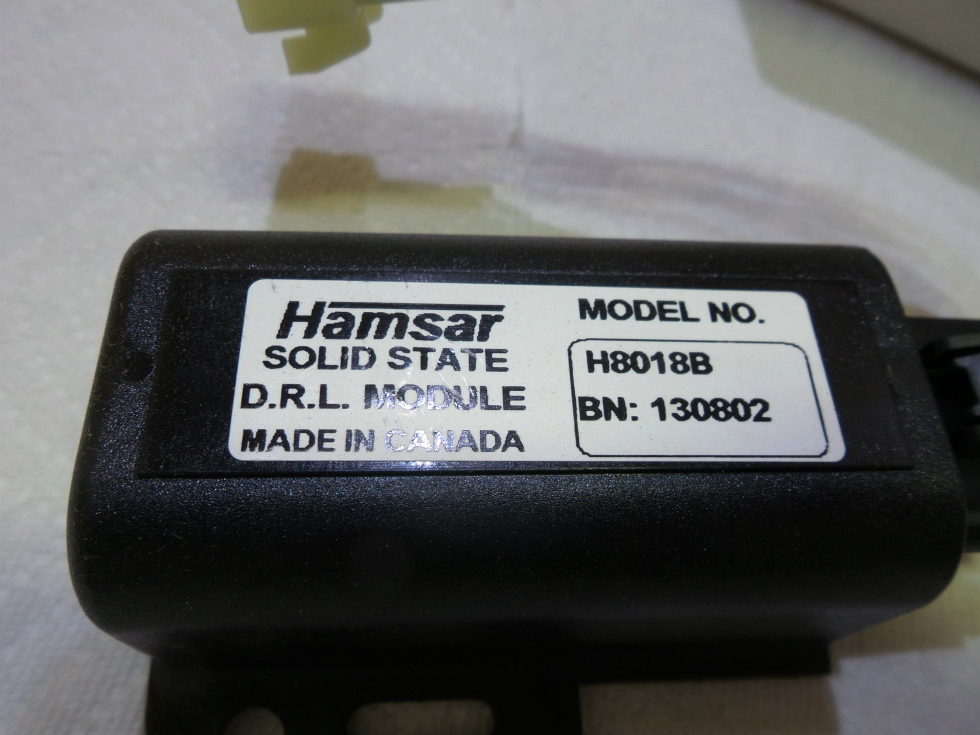 Hamsar
SOLID STATE
D.R.L. MODULE
MADE IN CANADA
MODEL NO.
H8018B
BN: 130802